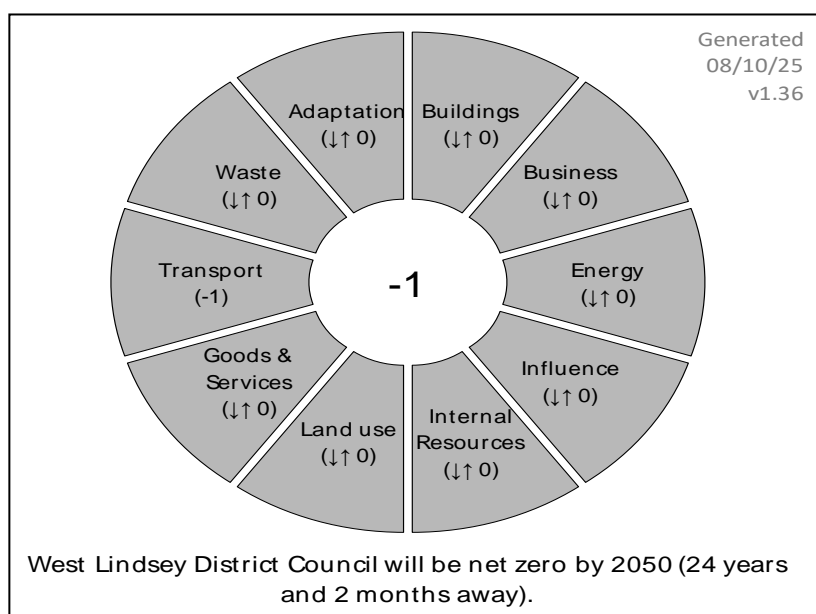 Generated
08/10/25
v1.36
Adaptation
(↓↑ 0)
Buildings
(↓↑ 0)
Waste
(↓↑ 0)
Business
(↓↑ 0)
Transport
(-1)
-1
Energy
(↓↑ 0)
Goods &
Services
(↓↑ 0)
Influence
(↓↑ 0)
Land use
(↓↑ 0)
Internal
Resources
(↓↑ 0)
West Lindsey District Council will be net zero by 2050 (24 years
and 2 months away).